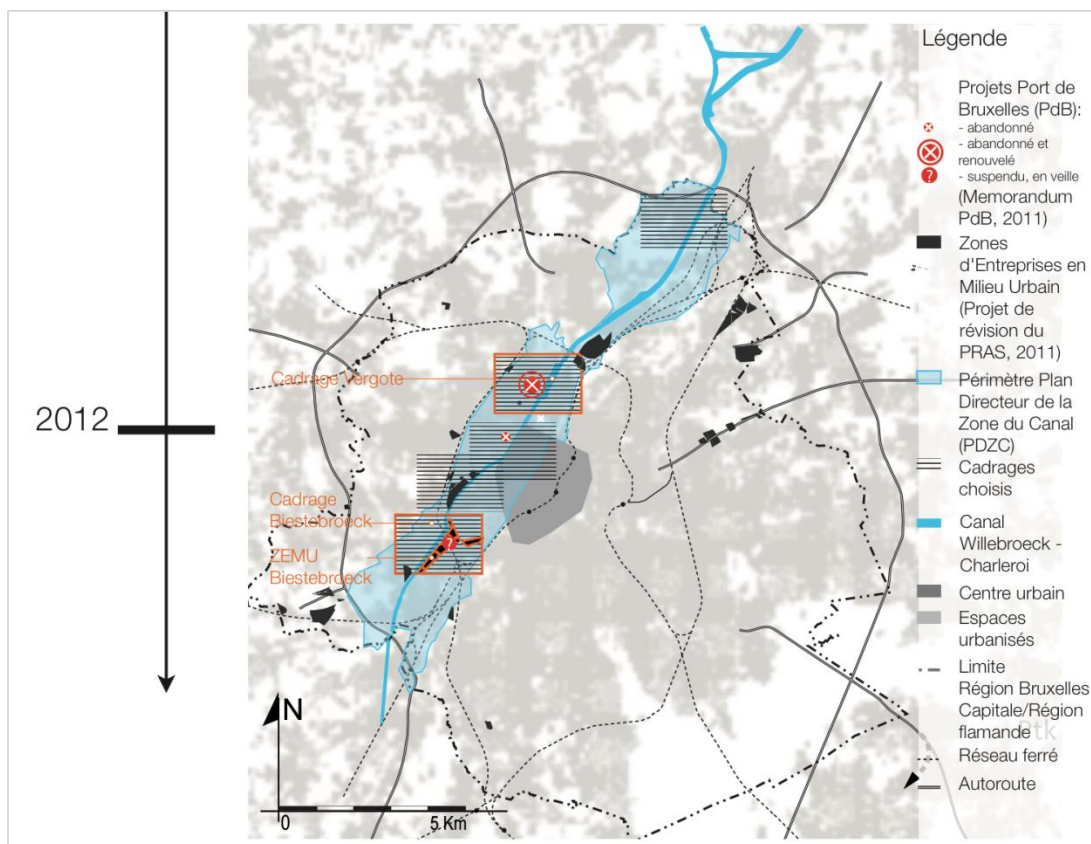 2012
Cadrage Vergote
Cadrage
Biestebroeck
ZEMU
Biestebroeck
N
0
5 Km
Légende
Projets Port de
Bruxelles (PdB):
- abandonné
- abandonné et
renouvelé
?
- suspendu, en veille
(Memorandum
PdB, 2011)
Zones
d'Entreprises en
Milieu Urbain
(Projet de
révision du
PRAS, 2011)
Périmètre Plan
Directeur de la
Zone du Canal
(PDZC)
Cadrages
choisis
Canal
Willebroeck -
Charleroi
Centre urbain
Espaces
urbanisés
Limite
Région Bruxelles
Capitale/Région
flamande
Réseau ferré
Autoroute